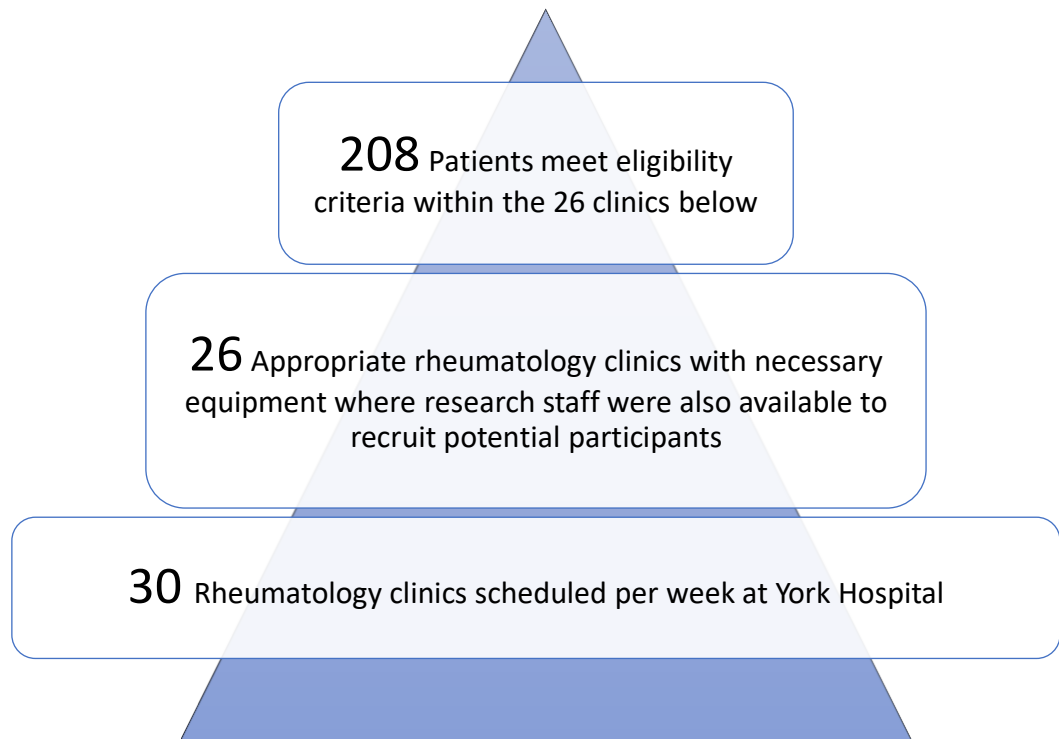 208 Patients meet eligibility
criteria within the 26 clinics below
26 Appropriate rheumatology clinics with necessary
equipment where research staff were also available to
recruit potential participants
30 Rheumatology clinics scheduled per week at York Hospital